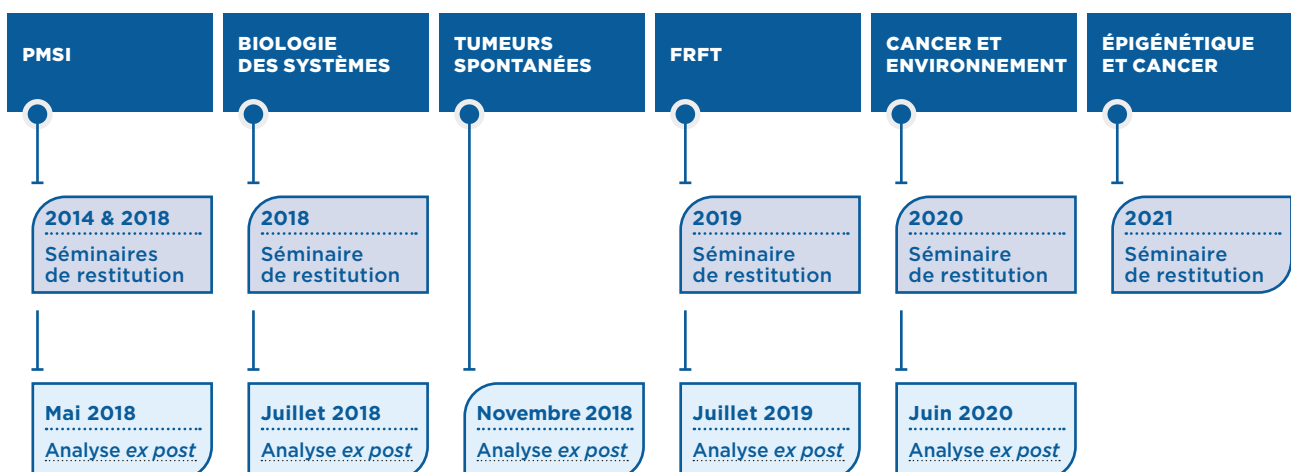 PMSI
BIOLOGIE
DES SYSTÈMES
TUMEURS
SPONTANÉES
FRFT
CANCER ET
ENVIRONNEMENT
ÉPIGÉNÉTIQUE
ET CANCER
2014 & 2018
Séminaires
de restitution
2018
Séminaire
de restitution
2019
Séminaire
de restitution
2020
Séminaire
de restitution
2021
Séminaire
de restitution
Mai 2018
Analyse ex post
Juillet 2018
Analyse ex post
Novembre 2018
Analyse ex post
Juillet 2019
Analyse ex post
Juin 2020
Analyse ex post